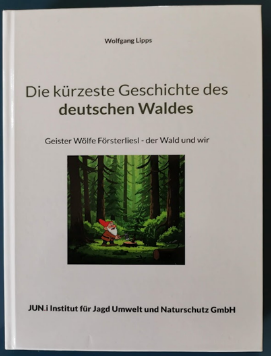 Wolfgang Lipps
Die kürzeste Geschichte des
deutschen Waldes
Geister Wölfe Försterliesl - der Wald und wir
JUN.i Institut für Jagd Umwelt und Naturschutz GmbH